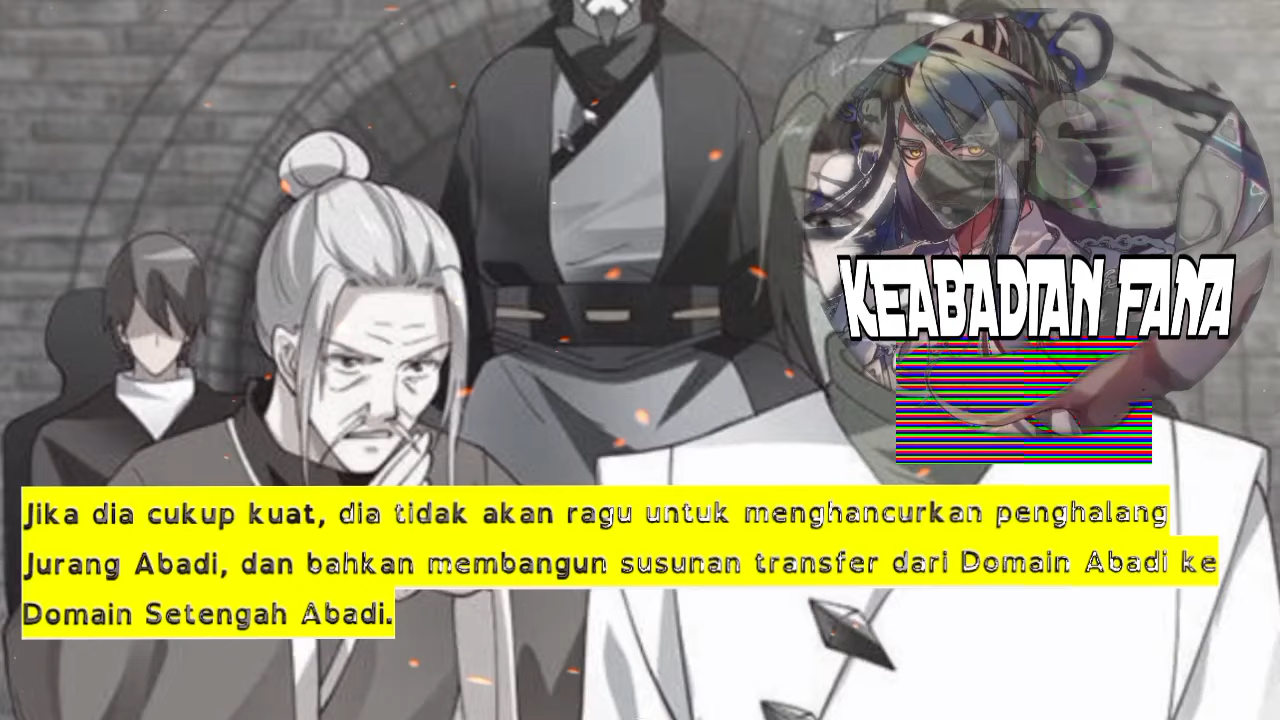 KEABADIAN FANA
Jika dia cukup kuat, dia tidak akan ragu untuk menghancurkan penghalang
Jurang Abadi, dan bahkan membangun susunan transfer dari Domain Abadi ke
Domain Setengah Abadi.